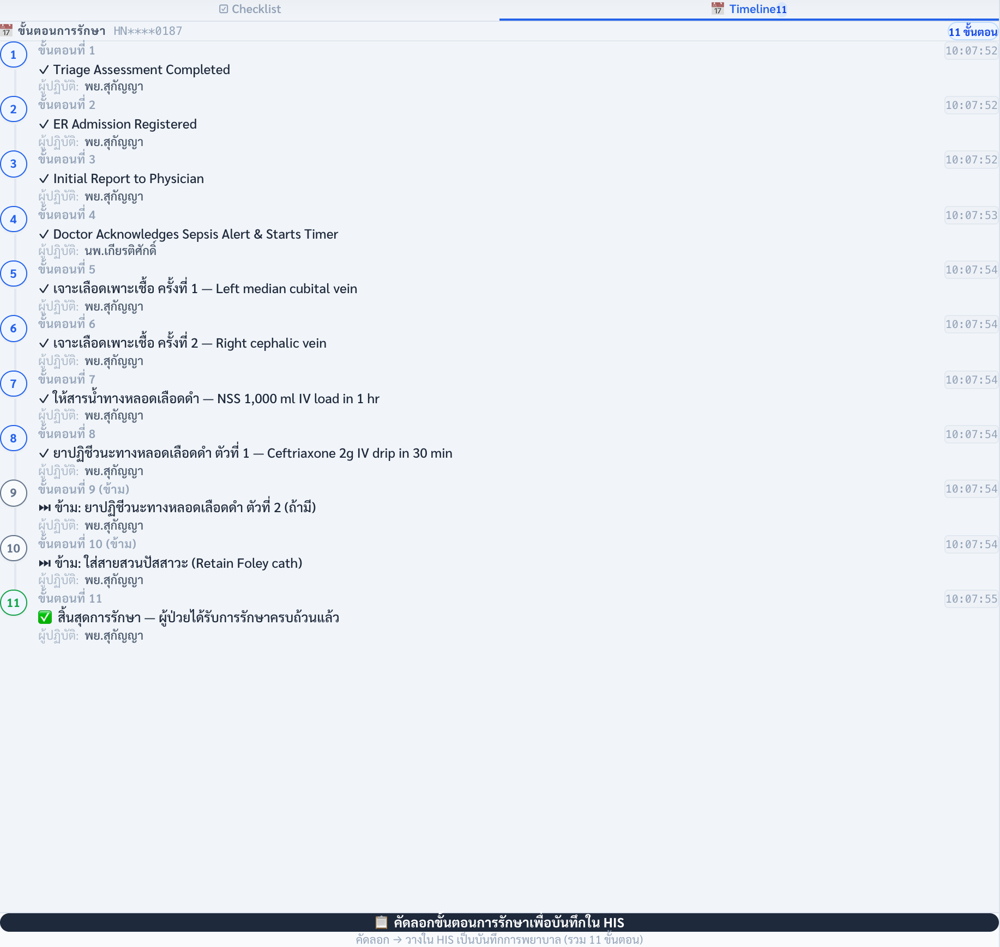 Checklist
Timeline 11
ขั้นตอนการรักษา HN****0187
11 ขั้นตอน
1
ขั้นตอนที่ 1
10:07:52
✓ Triage Assessment Completed
ผู้ปฏิบัติ: พย.สุกัญญา
2
ขั้นตอนที่ 2
10:07:52
✓ ER Admission Registered
ผู้ปฏิบัติ: พย.สุกัญญา
3
ขั้นตอนที่ 3
10:07:52
✓ Initial Report to Physician
ผู้ปฏิบัติ: พย.สุกัญญา
4
ขั้นตอนที่ 4
10:07:53
✓ Doctor Acknowledges Sepsis Alert & Starts Timer
ผู้ปฏิบัติ: นพ.เกียรติศักดิ์
5
ขั้นตอนที่ 5
10:07:54
✓ เจาะเลือดเพาะเชื้อ ครั้งที่ 1 — Left median cubital vein
ผู้ปฏิบัติ: พย.สุกัญญา
6
ขั้นตอนที่ 6
10:07:54
✓ เจาะเลือดเพาะเชื้อ ครั้งที่ 2 — Right cephalic vein
ผู้ปฏิบัติ: พย.สุกัญญา
7
ขั้นตอนที่ 7
10:07:54
✓ ให้สารน้ำทางหลอดเลือดดำ — NSS 1,000 ml IV load in 1 hr
ผู้ปฏิบัติ: พย.สุกัญญา
8
ขั้นตอนที่ 8
10:07:54
✓ ยาปฏิชีวนะทางหลอดเลือดดำ ตัวที่ 1 — Ceftriaxone 2g IV drip in 30 min
ผู้ปฏิบัติ: พย.สุกัญญา
9
ขั้นตอนที่ 9 (ข้าม)
10:07:54
⏭ ข้าม: ยาปฏิชีวนะทางหลอดเลือดดำ ตัวที่ 2 (ถ้ามี)
ผู้ปฏิบัติ: พย.สุกัญญา
10
ขั้นตอนที่ 10 (ข้าม)
10:07:54
⏭ ข้าม: ใส่สายสวนปัสสาวะ (Retain Foley cath)
ผู้ปฏิบัติ: พย.สุกัญญา
11
ขั้นตอนที่ 11
10:07:55
✅ สิ้นสุดการรักษา — ผู้ป่วยได้รับการรักษาครบถ้วนแล้ว
ผู้ปฏิบัติ: พย.สุกัญญา
คัดลอกขั้นตอนการรักษาเพื่อบันทึกใน HIS
คัดลอก → วางใน HIS เป็นบันทึกการพยาบาล (รวม 11 ขั้นตอน)